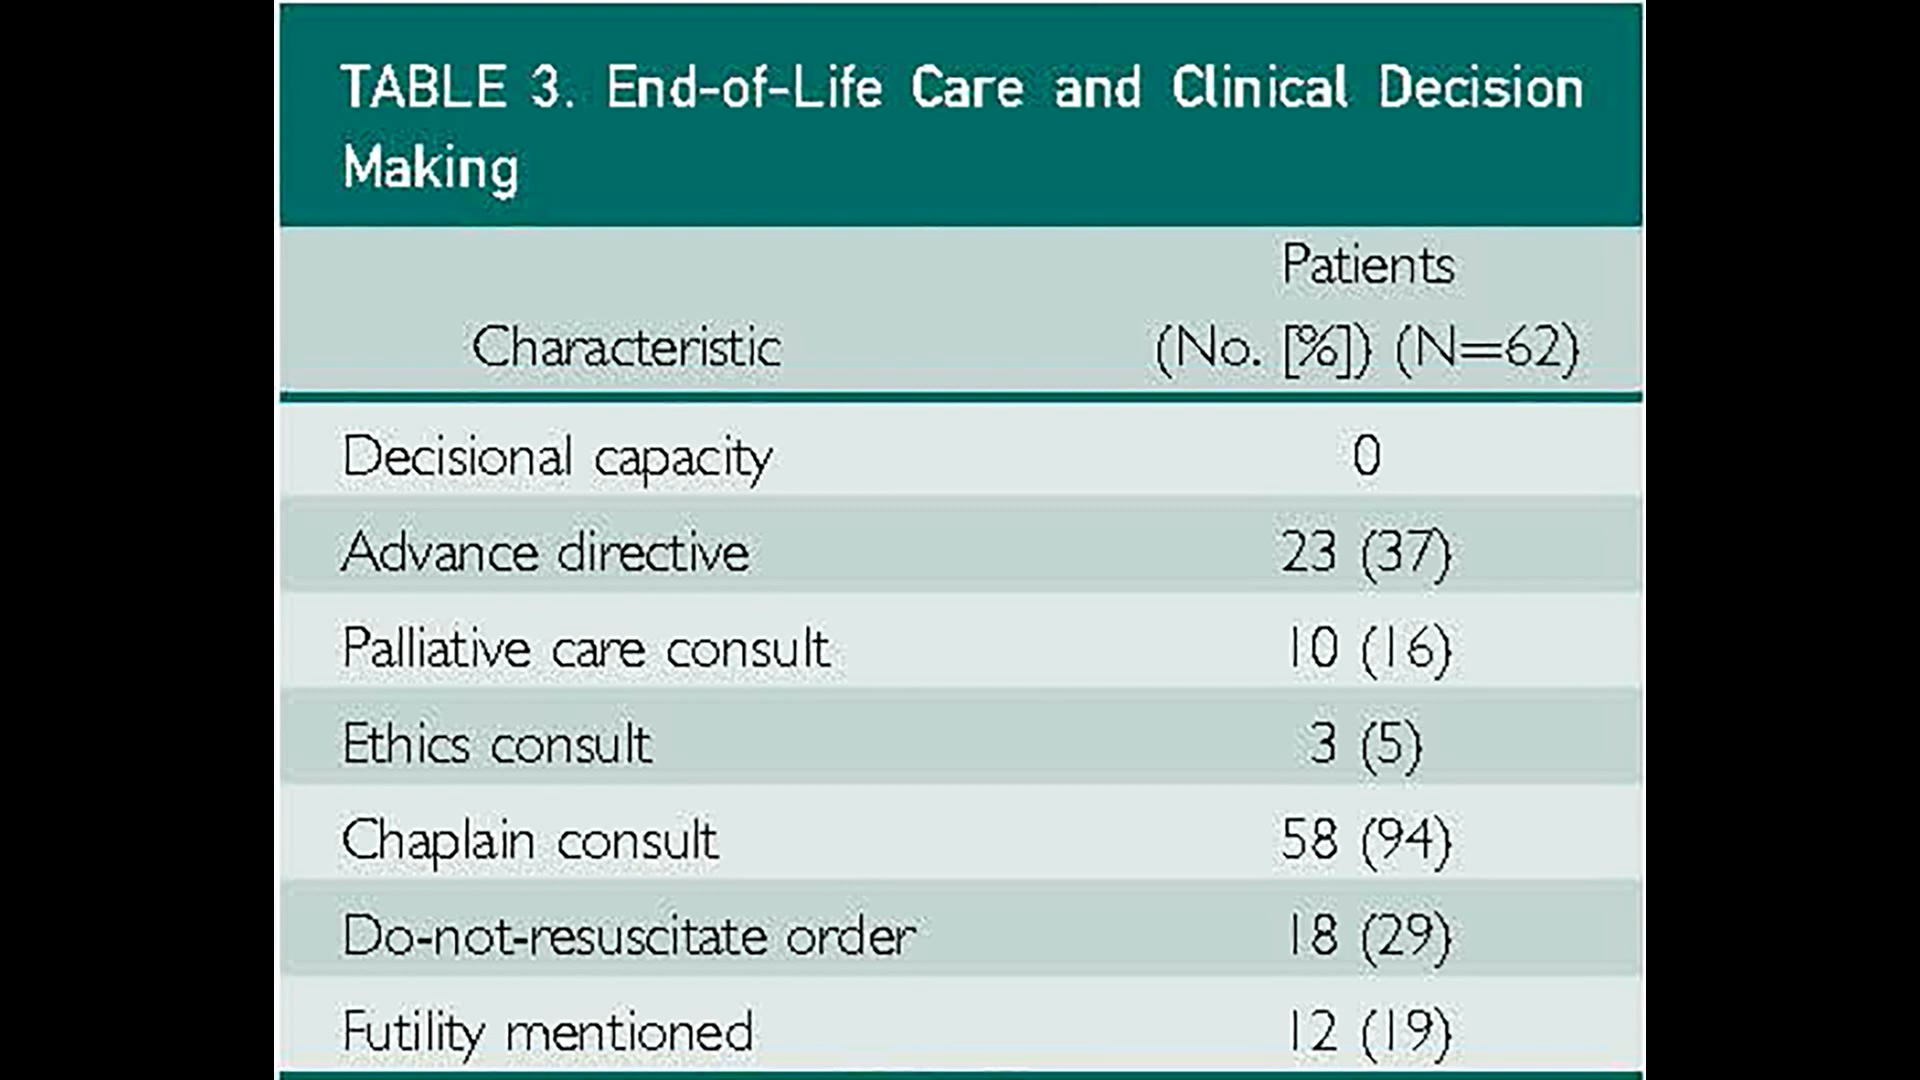 TABLE 3. End-of-Life Care and Clinical Decision
Making
Patients
Characteristic (No. [%]) (N=62)
Decisional capacity 0
Advance directive 23 (37)
Palliative care consult 10 (16)
Ethics consult 3 (5)
Chaplain consult 58 (94)
Do-not-resuscitate order 18 (29)
Futility mentioned 12 (19)